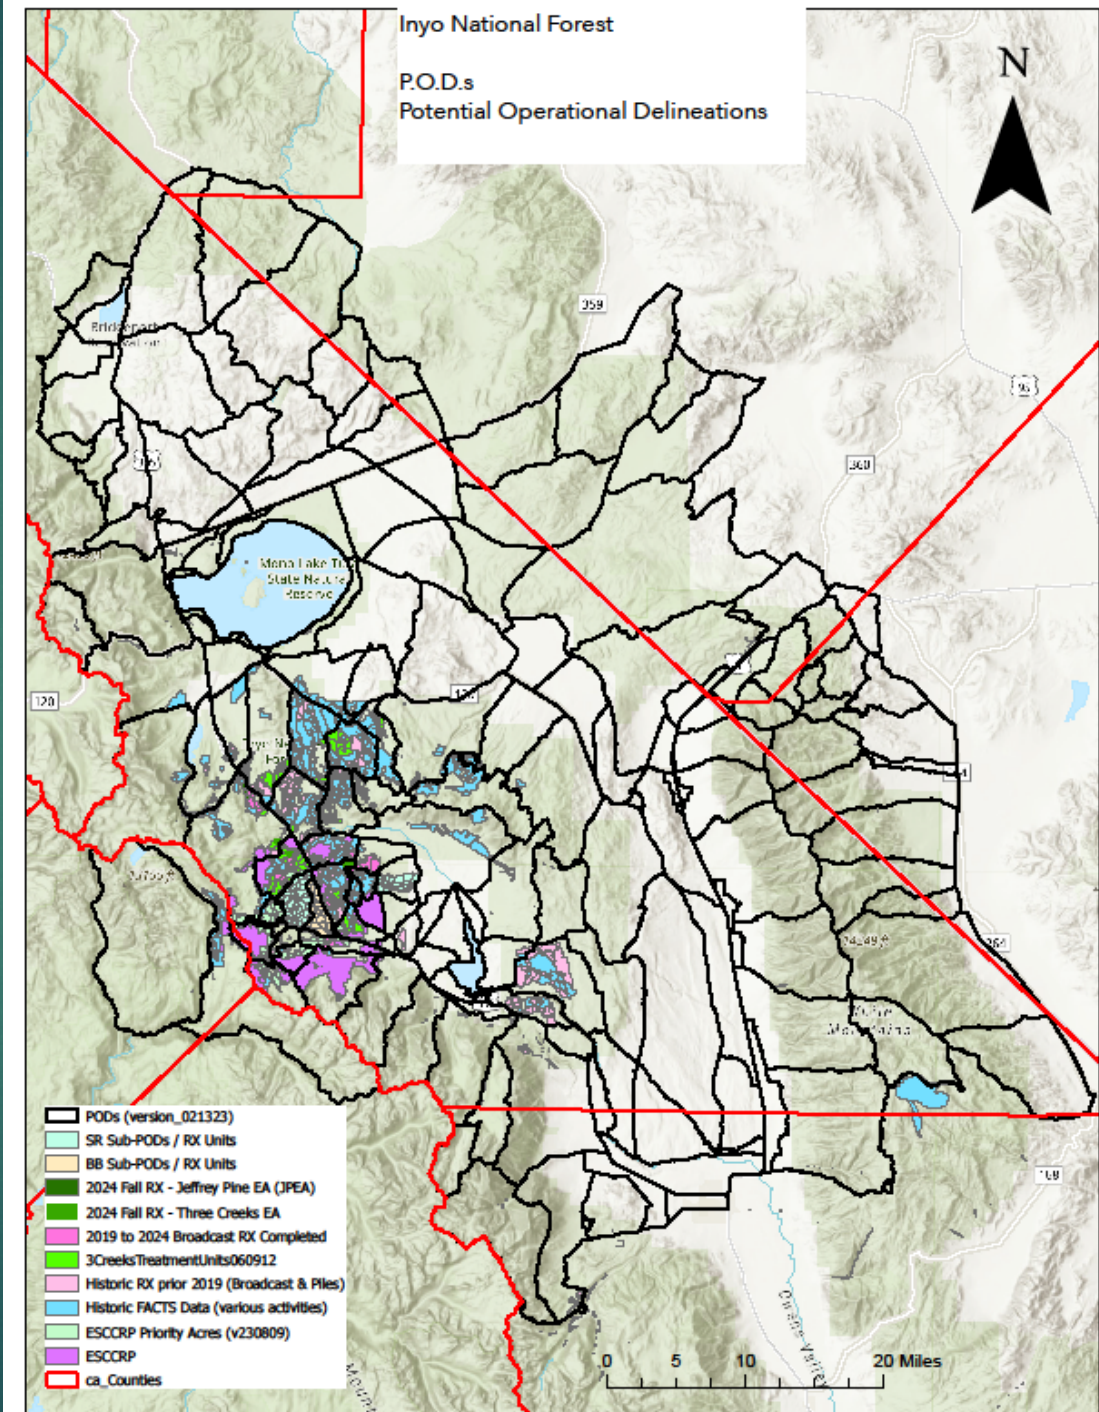 Inyo National Forest
P.O.D.s
Potential Operational Delineations
N
359
95
360
Mono Lake
State Natural
Reserve
120
264
168
Owens Valley
PODs (version_021323)
SR Sub-PODs / RX Units
BB Sub-PODs / RX Units
2024 Fall RX - Jeffrey Pine EA (JPEA)
2024 Fall RX - Three Creeks EA
2019 to 2024 Broadcast RX Completed
3CreeksTreatmentUnits060912
Historic RX prior 2019 (Broadcast & Piles)
Historic FACTS Data (various activities)
ESCCRP Priority Acres (v230809)
ESCCRP
ca_Counties
0 5 10 20 Miles